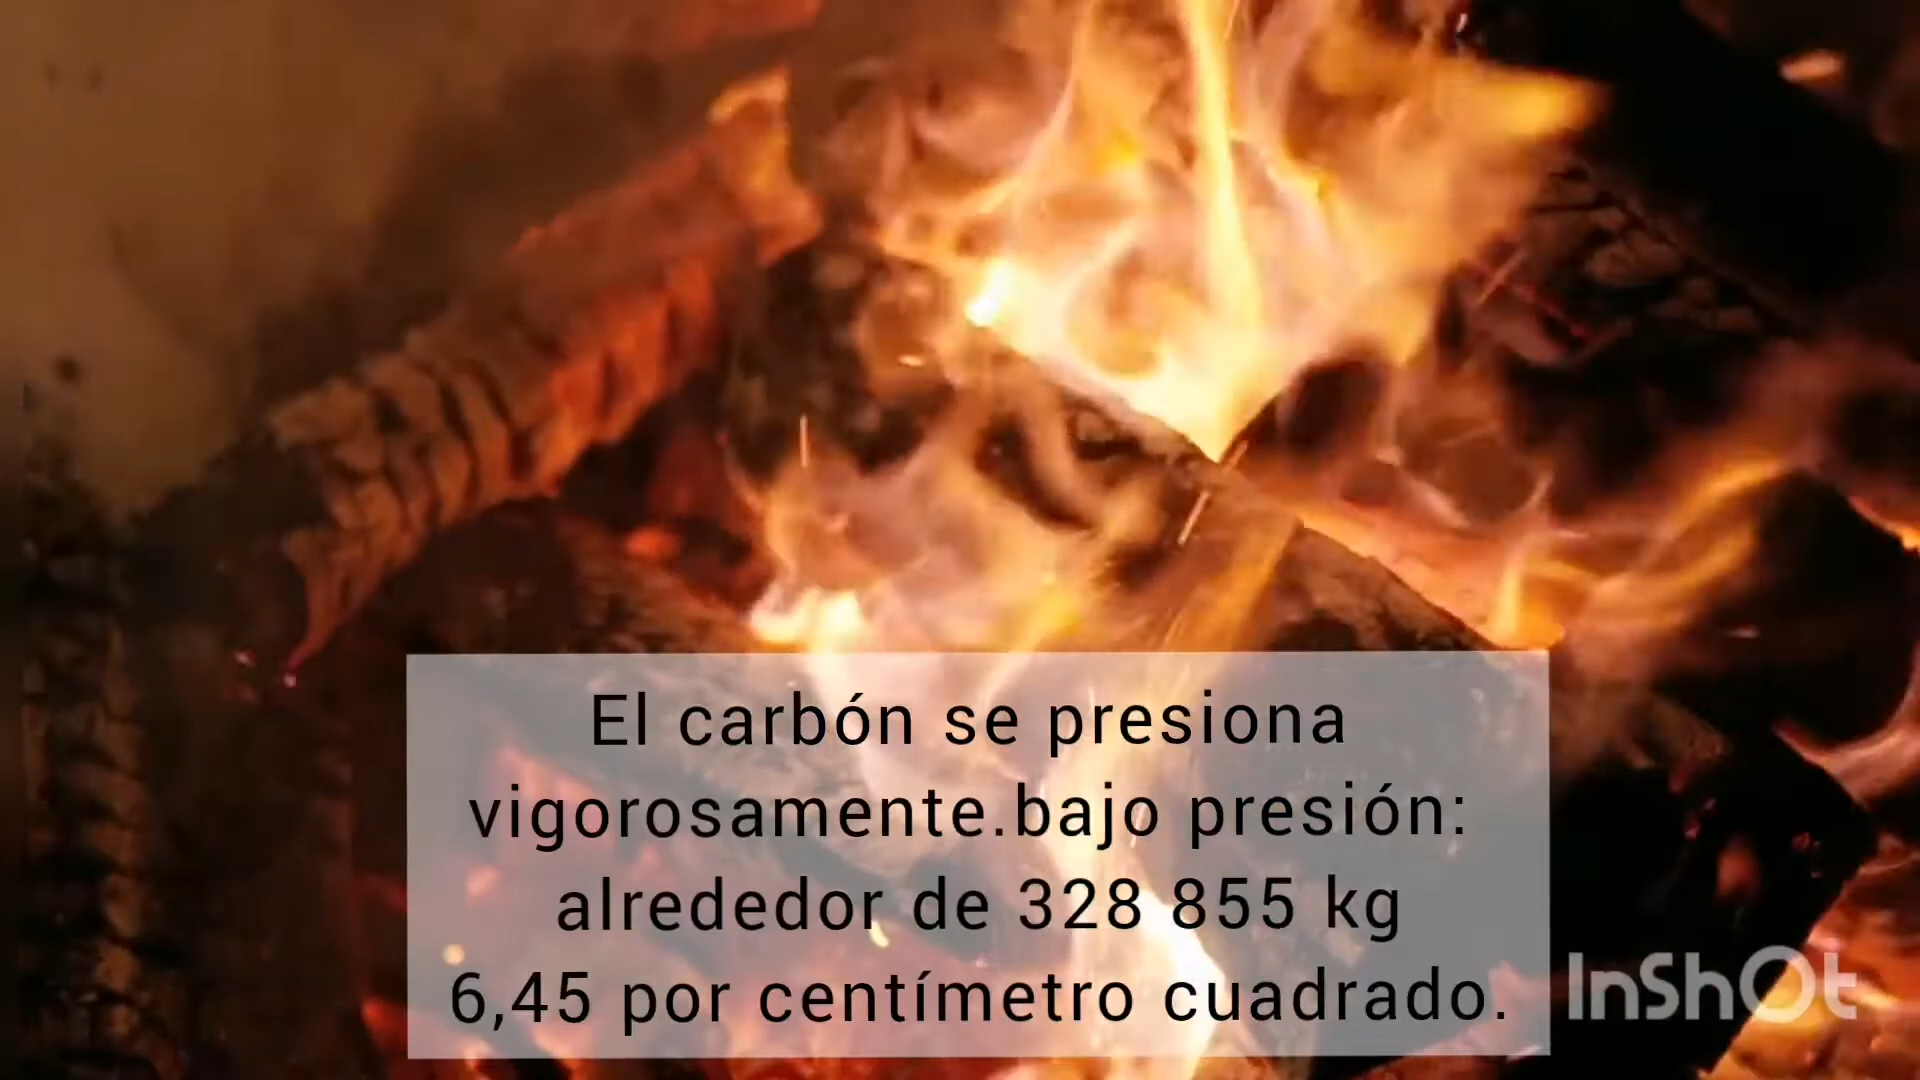 El carbón se presiona
vigorosamente.bajo presión:
alrededor de 328 855 kg
6,45 por centímetro cuadrado.
InShOt